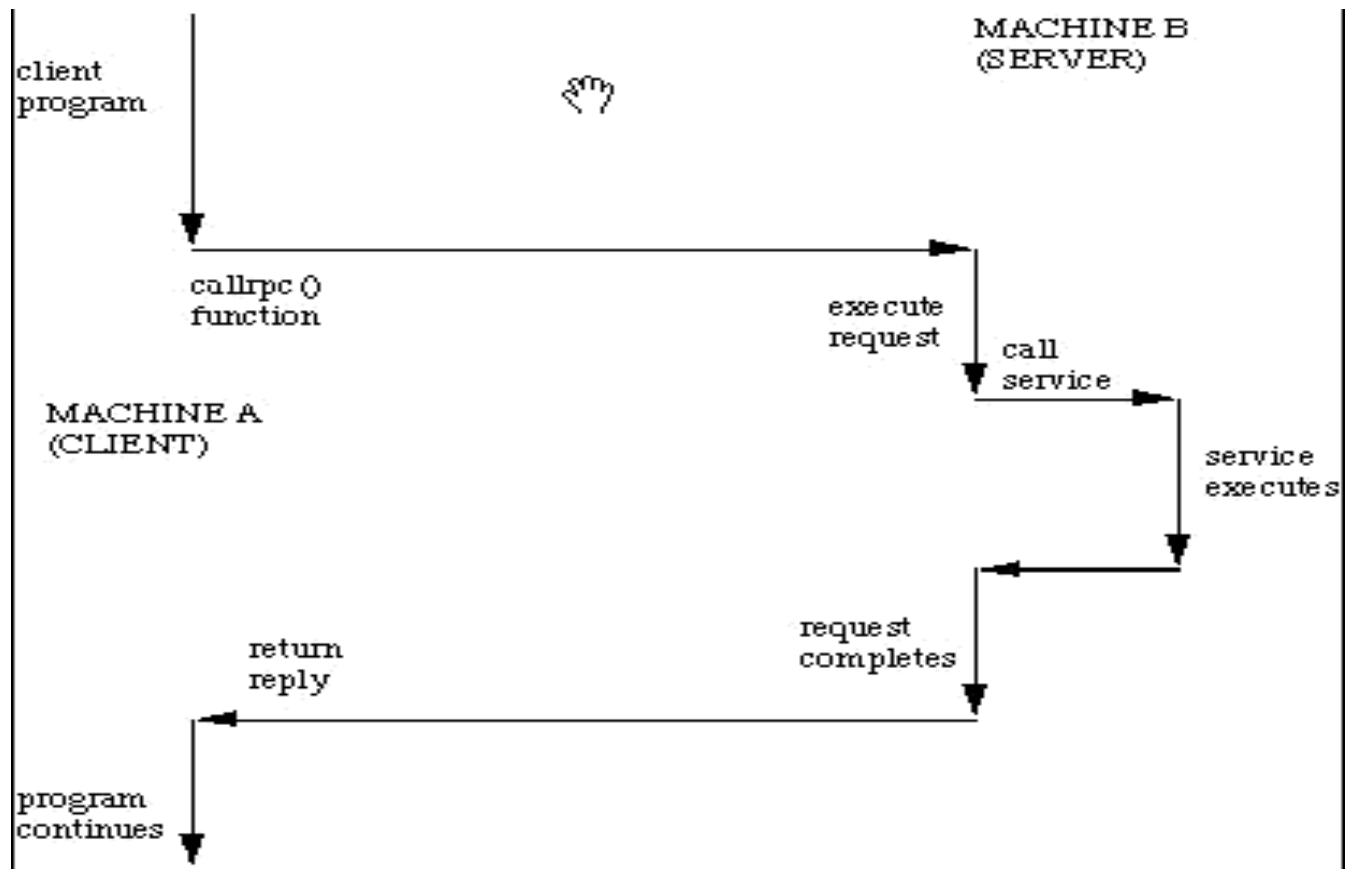 MACHINE B
(SERVER)
client
program
callrpc()
function
execute
request
call
service
MACHINE A
(CLIENT)
service
executes
request
completes
return
reply
program
continues